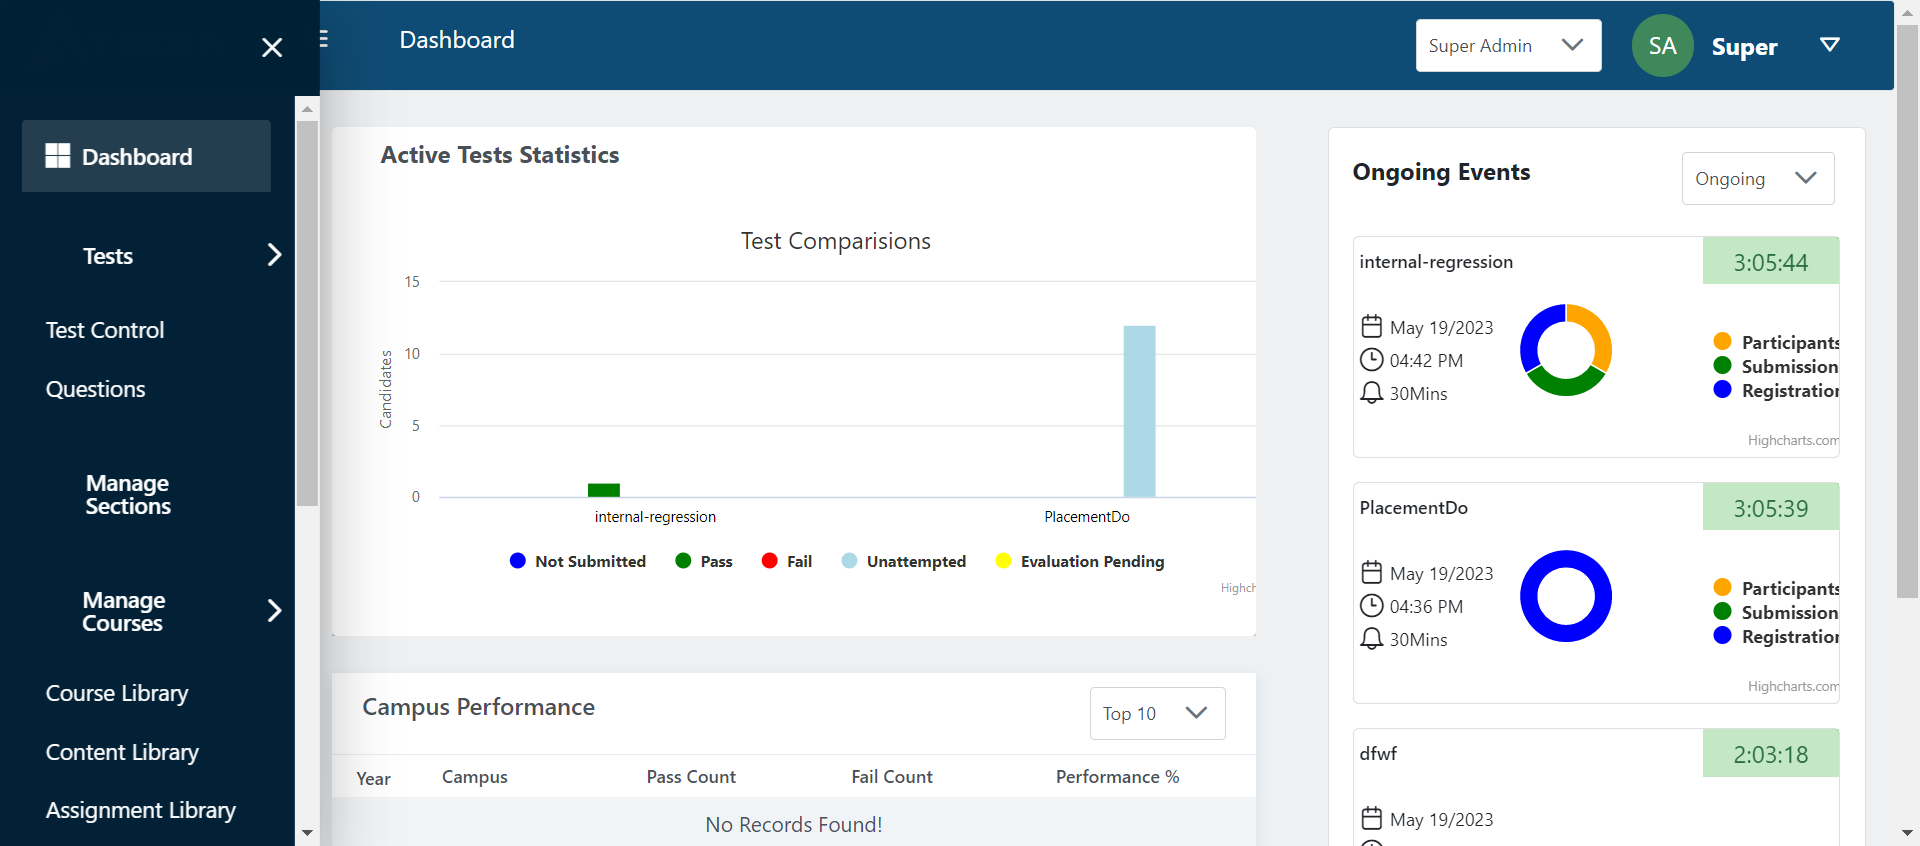 Dashboard
Super Admin
SA
Super
Dashboard
Tests
Test Control
Questions
Manage
Sections
Manage
Courses
Course Library
Content Library
Assignment Library
Active Tests Statistics
Test Comparisions
15
10
5
0
Candidates
internal-regression
PlacementDo
Not Submitted
Pass
Fail
Unattempted
Evaluation Pending
Highch
Campus Performance
Top 10
Year
Campus
Pass Count
Fail Count
Performance %
No Records Found!
Ongoing Events
Ongoing
internal-regression
3:05:44
May 19/2023
04:42 PM
30Mins
Participants
Submission
Registration
Highcharts.com
PlacementDo
3:05:39
May 19/2023
04:36 PM
30Mins
Participants
Submission
Registration
Highcharts.com
dfwf
2:03:18
May 19/2023